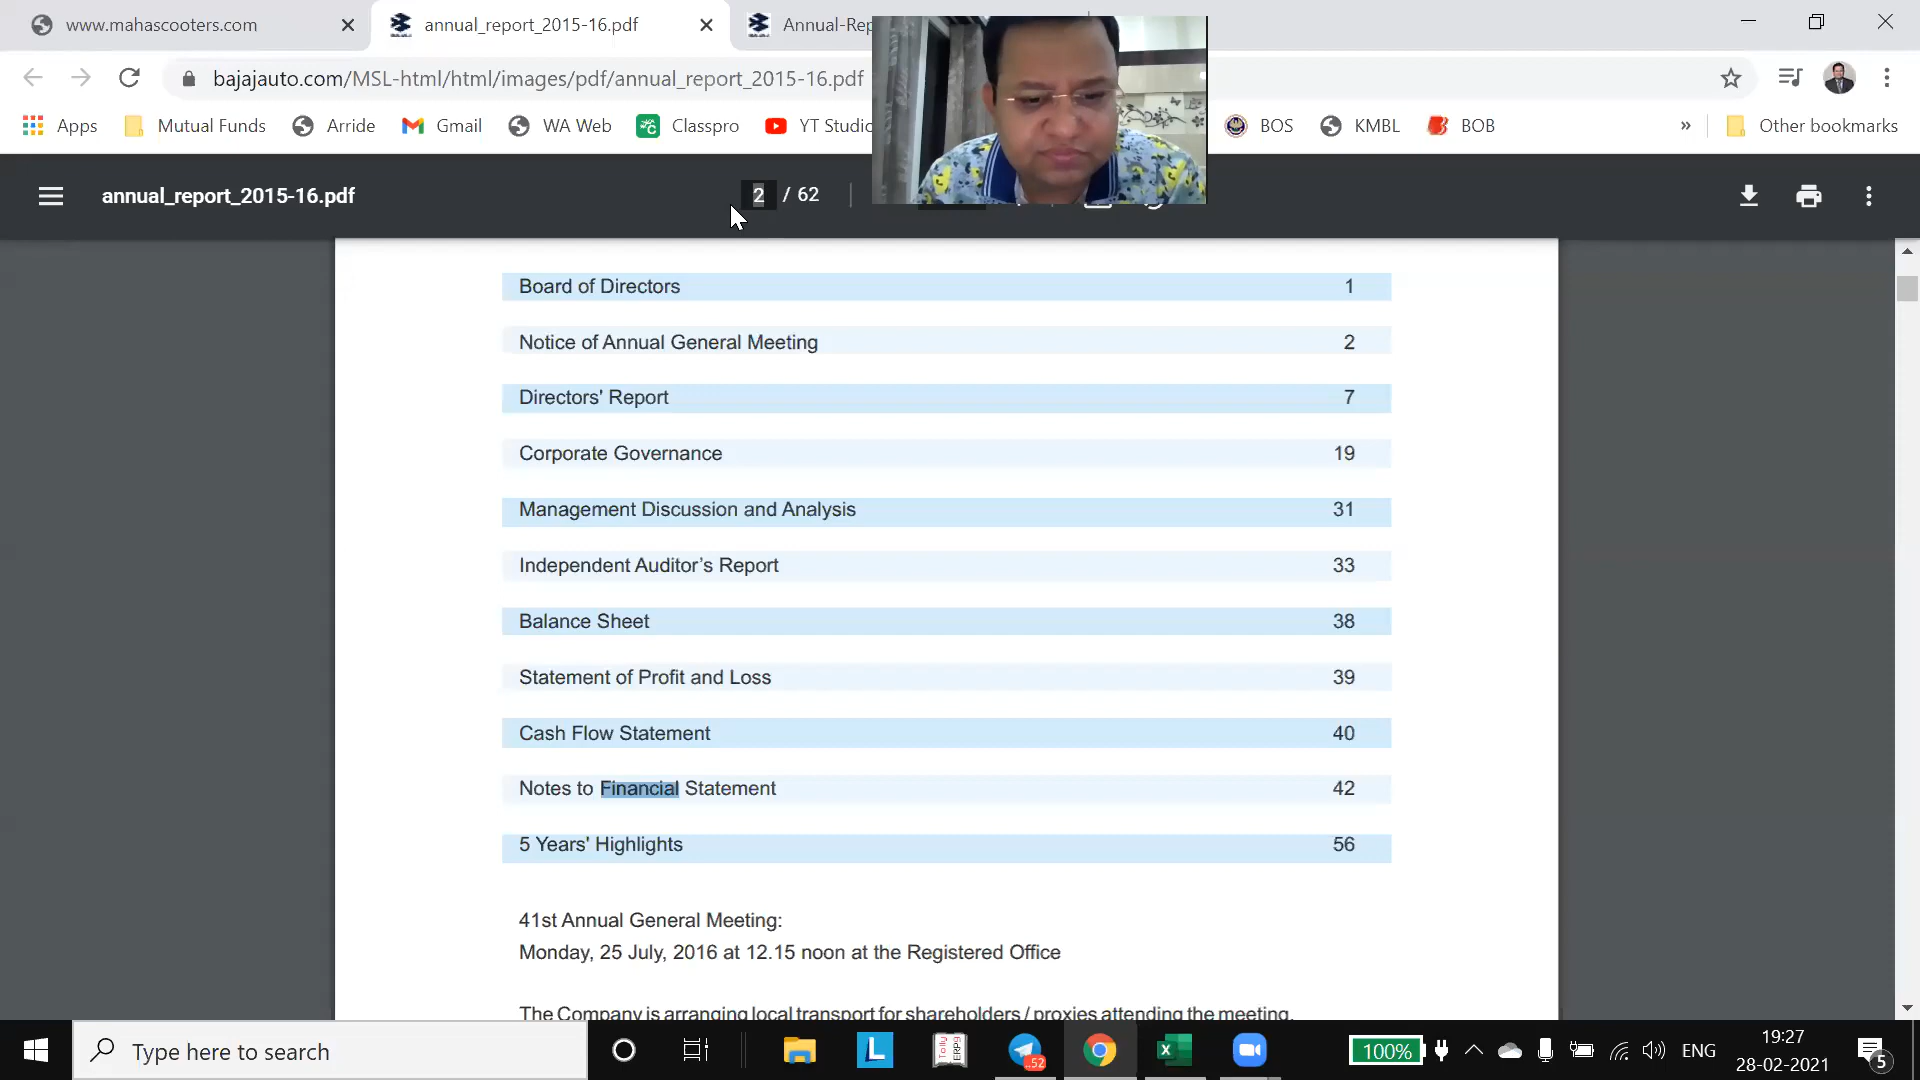 www.mahascooters.com
annual_report_2015-16.pdf
Annual-Rep
bajajauto.com/MSL-html/html/images/pdf/annual_report_2015-16.pdf
Apps
Mutual Funds
Arride
Gmail
WA Web
Classpro
YT Studio
BOS
KMBL
BOB
»
Other bookmarks
annual_report_2015-16.pdf
2 / 62
Board of Directors 1
Notice of Annual General Meeting 2
Directors' Report 7
Corporate Governance 19
Management Discussion and Analysis 31
Independent Auditor’s Report 33
Balance Sheet 38
Statement of Profit and Loss 39
Cash Flow Statement 40
Notes to Financial Statement 42
5 Years' Highlights 56
41st Annual General Meeting:
Monday, 25 July, 2016 at 12.15 noon at the Registered Office
The Company is arranging local transport for shareholders / proxies attending the meeting.
Type here to search
L
Tally
ERP9
..52
100%
ENG
19:27
28-02-2021
5